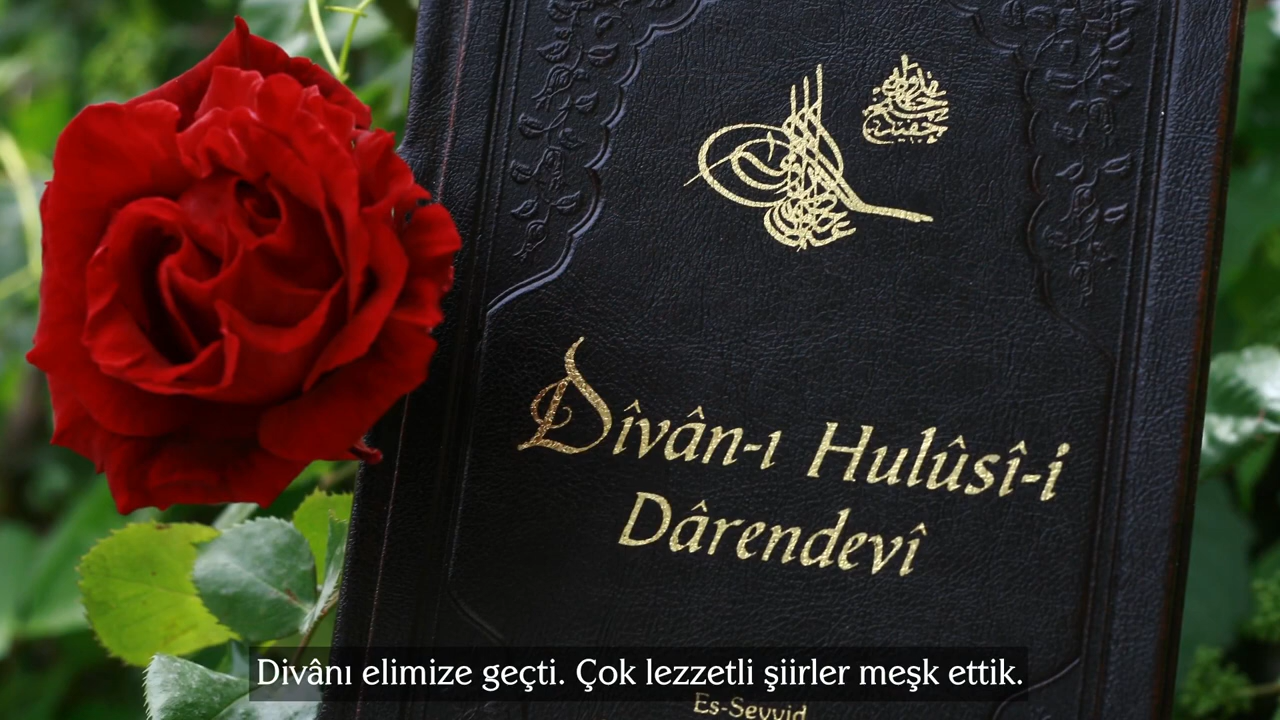 Dîvân-ı Hulûsî-i
Dârendevî
Es-Seyyid
Divânı elimize geçti. Çok lezzetli şiirler meşk ettik.